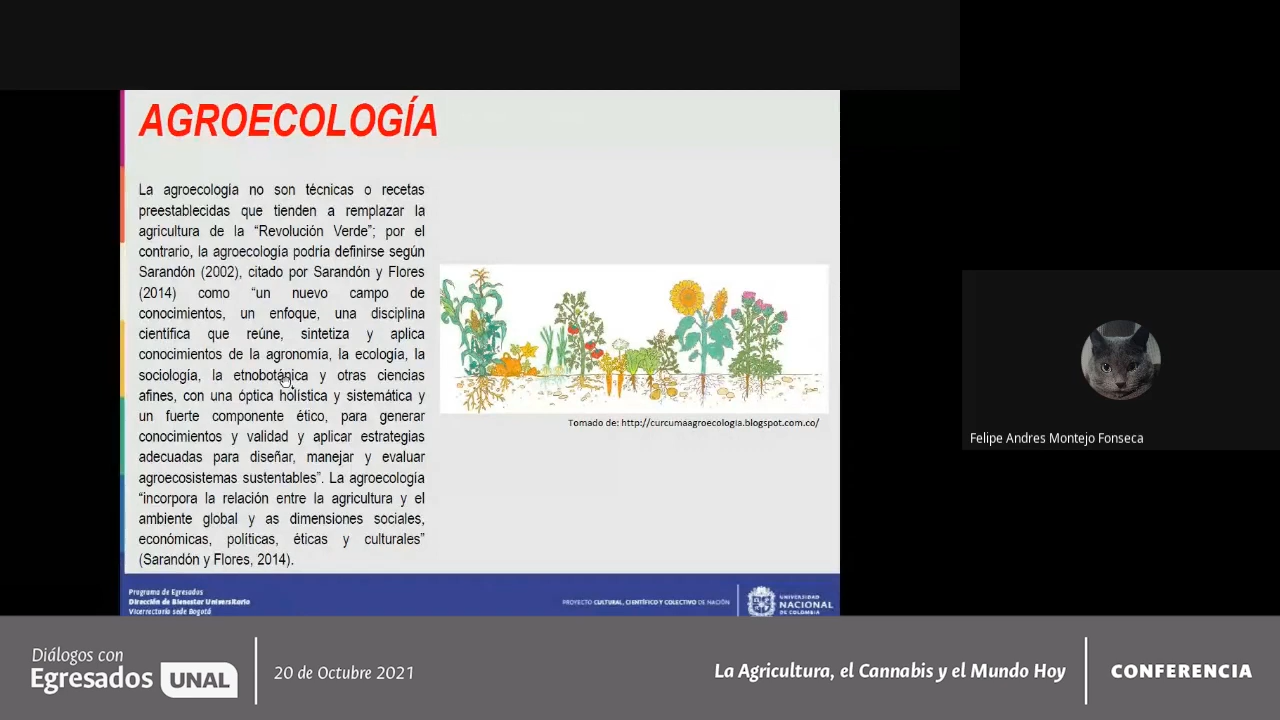 AGROECOLOGÍA
La agroecología no son técnicas o recetas
preestablecidas que tienden a remplazar la
agricultura de la “Revolución Verde”; por el
contrario, la agroecología podría definirse según
Sarandón (2002), citado por Sarandón y Flores
(2014) como “un nuevo campo de
conocimientos, un enfoque, una disciplina
científica que reúne, sintetiza y aplica
conocimientos de la agronomía, la ecología, la
sociología, la etnobotánica y otras ciencias
afines, con una óptica holística y sistemática y
un fuerte componente ético, para generar
conocimientos y validad y aplicar estrategias
adecuadas para diseñar, manejar y evaluar
agroecosistemas sustentables”. La agroecología
“incorpora la relación entre la agricultura y el
ambiente global y as dimensiones sociales,
económicas, políticas, éticas y culturales”
(Sarandón y Flores, 2014).
Tomado de: http://curcumaagroecologia.blogspot.com.co/
Felipe Andres Montejo Fonseca
Programa de Egresados
Dirección de Bienestar Universitario
Vicerrectoría sede Bogotá
PROYECTO CULTURAL, CIENTÍFICO Y COLECTIVO DE NACIÓN
UNIVERSIDAD
NACIONAL
DE COLOMBIA
Diálogos con
Egresados UNAL
20 de Octubre 2021
La Agricultura, el Cannabis y el Mundo Hoy
CONFERENCIA